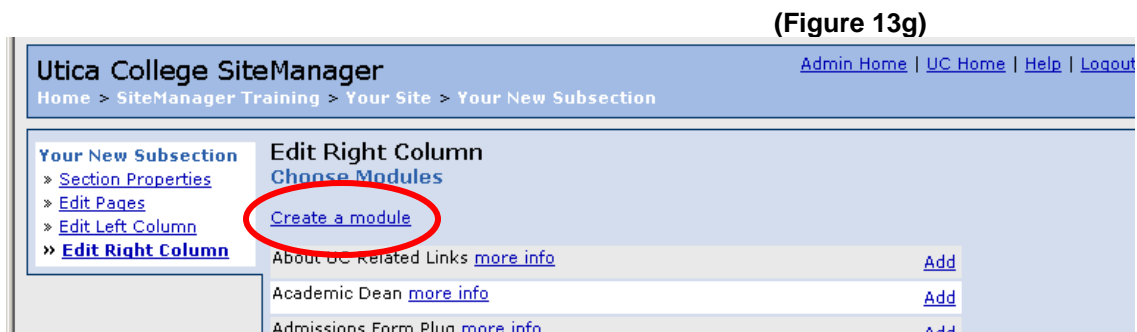 (Figure 13g)
Utica College SiteManager
Admin Home | UC Home | Help | Logout
Home > SiteManager Training > Your Site > Your New Subsection
Your New Subsection
» Section Properties
» Edit Pages
» Edit Left Column
» Edit Right Column
Edit Right Column
Choose Modules
Create a module
About UC Related Links more info Add
Academic Dean more info Add
Admissions Form Plug more info Add